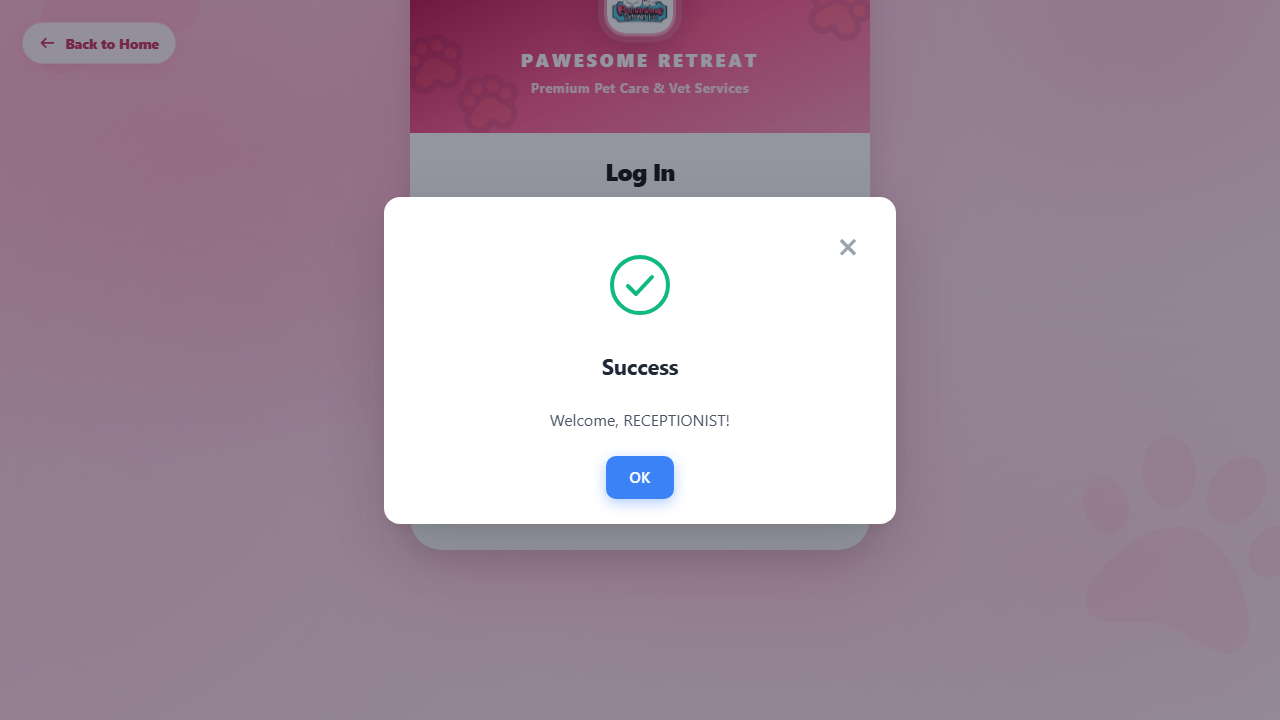 Back to Home
PAWESOME RETREAT
Premium Pet Care & Vet Services
Log In
Success
Welcome, RECEPTIONIST!
OK